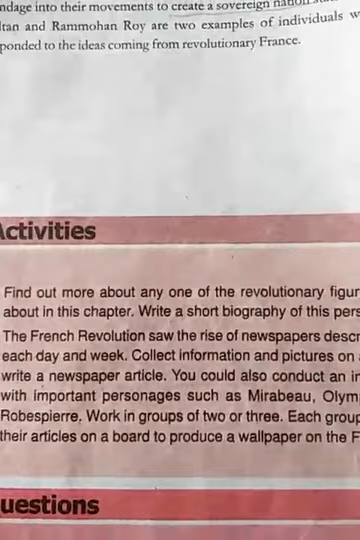 ndage into their movements to create a sovereign nation
ltan and Rammohan Roy are two examples of individuals w
ponded to the ideas coming from revolutionary France.
Activities
Find out more about any one of the revolutionary figur
about in this chapter. Write a short biography of this pers
The French Revolution saw the rise of newspapers descr
each day and week. Collect information and pictures on
write a newspaper article. You could also conduct an in
with important personages such as Mirabeau, Olym
Robespierre. Work in groups of two or three. Each group
their articles on a board to produce a wallpaper on the F
uestions